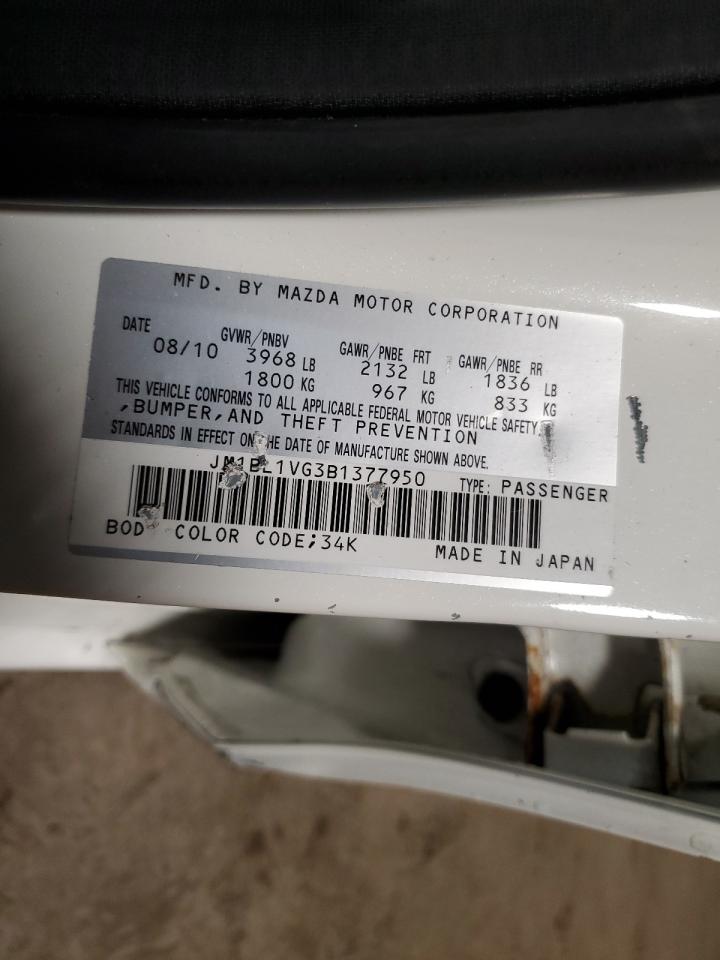 MFD. BY MAZDA MOTOR CORPORATION
DATE GVWR/PNBV GAWR/PNBE FRT GAWR/PNBE RR
08/10 3968 LB 2132 LB 1836 LB
1800 KG 967 KG 833 KG
THIS VEHICLE CONFORMS TO ALL APPLICABLE FEDERAL MOTOR VEHICLE SAFETY
,BUMPER,AND THEFT PREVENTION
STANDARDS IN EFFECT ON THE DATE OF MANUFACTURE SHOWN ABOVE.
JM1BL1VG3B1377950 TYPE: PASSENGER
BOD COLOR CODE;34K MADE IN JAPAN